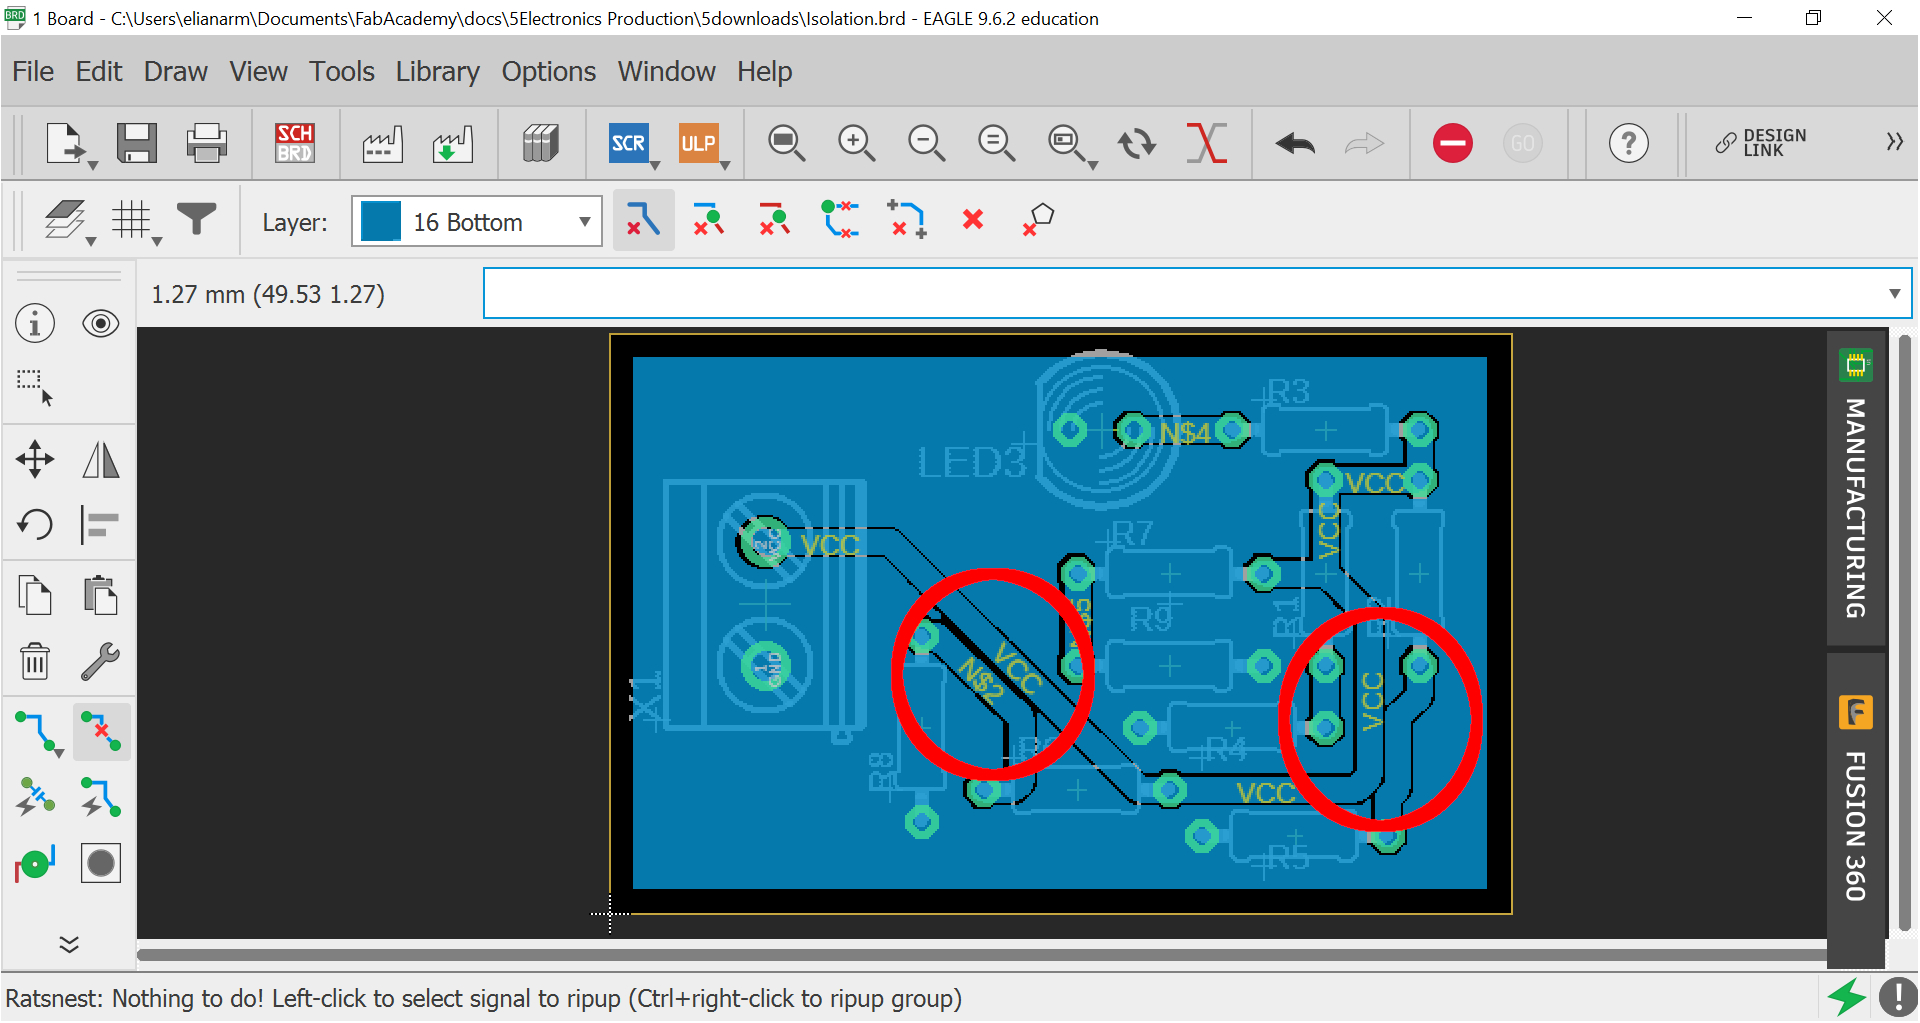 1 Board - C:\Users\elianarm\Documents\FabAcademy\docs\5Electronics Production\5downloads\Isolation.brd - EAGLE 9.6.2 education
File Edit Draw View Tools Library Options Window Help
SCH
BRD
SCR
ULP
GO
?
DESIGN
LINK
Layer: 16 Bottom
1.27 mm (49.53 1.27)
R3
N$4
LED3
VCC
VCC
R7
VCC
2
VCC
R9
R1
1
GND
VCC
N$2
VCC
X1
R4
R8
VCC
R5
MANUFACTURING
FUSION 360
Ratsnest: Nothing to do! Left-click to select signal to ripup (Ctrl+right-click to ripup group)